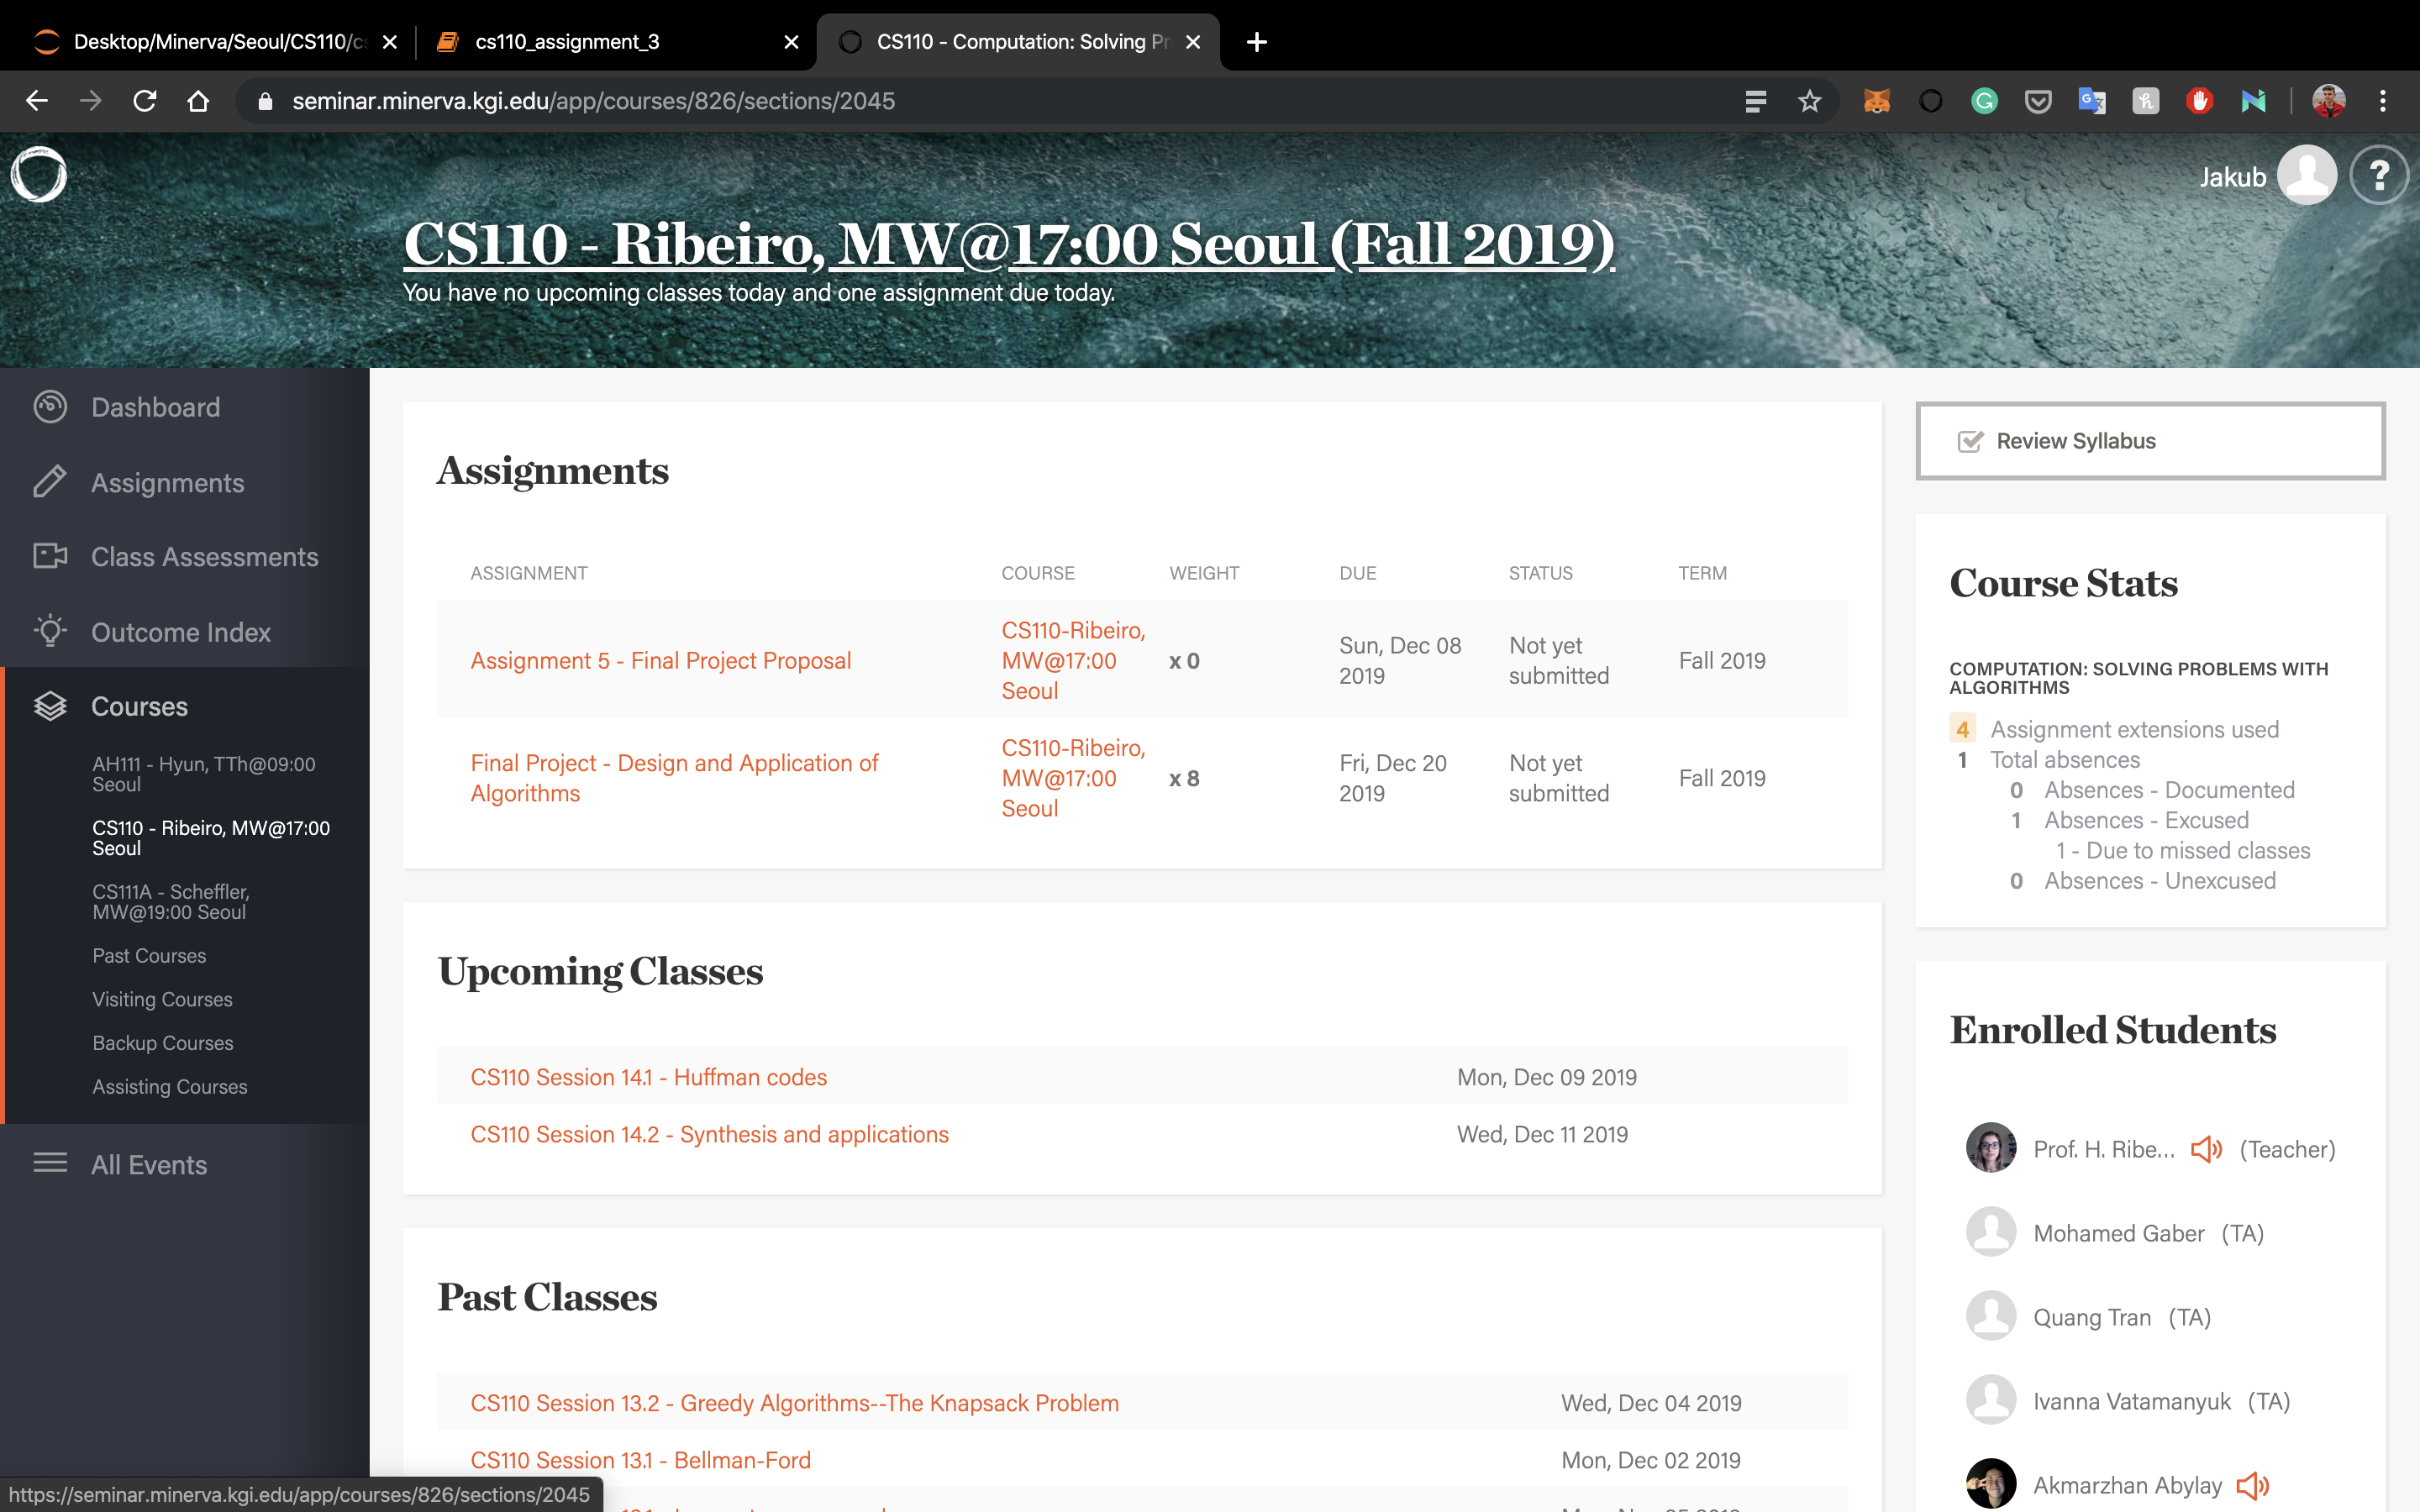 Desktop/Minerva/Seoul/CS110/cs
cs110_assignment_3
CS110 - Computation: Solving Pr
seminar.minerva.kgi.edu/app/courses/826/sections/2045
Jakub
?
CS110 - Ribeiro, MW@17:00 Seoul (Fall 2019)
You have no upcoming classes today and one assignment due today.
Dashboard
Assignments
Class Assessments
Outcome Index
Courses
AH111 - Hyun, TTh@09:00
Seoul
CS110 - Ribeiro, MW@17:00
Seoul
CS111A - Scheffler,
MW@19:00 Seoul
Past Courses
Visiting Courses
Backup Courses
Assisting Courses
All Events
Assignments
ASSIGNMENT COURSE WEIGHT DUE STATUS TERM
Assignment 5 - Final Project Proposal
CS110-Ribeiro,
MW@17:00
Seoul
x 0
Sun, Dec 08
2019
Not yet
submitted
Fall 2019
Final Project - Design and Application of
Algorithms
CS110-Ribeiro,
MW@17:00
Seoul
x 8
Fri, Dec 20
2019
Not yet
submitted
Fall 2019
Upcoming Classes
CS110 Session 14.1 - Huffman codes Mon, Dec 09 2019
CS110 Session 14.2 - Synthesis and applications Wed, Dec 11 2019
Past Classes
CS110 Session 13.2 - Greedy Algorithms--The Knapsack Problem Wed, Dec 04 2019
CS110 Session 13.1 - Bellman-Ford Mon, Dec 02 2019
Review Syllabus
Course Stats
COMPUTATION: SOLVING PROBLEMS WITH
ALGORITHMS
4 Assignment extensions used
1 Total absences
0 Absences - Documented
1 Absences - Excused
1 - Due to missed classes
0 Absences - Unexcused
Enrolled Students
Prof. H. Ribe... (Teacher)
Mohamed Gaber (TA)
Quang Tran (TA)
Ivanna Vatamanyuk (TA)
Akmarzhan Abylay
https://seminar.minerva.kgi.edu/app/courses/826/sections/2045